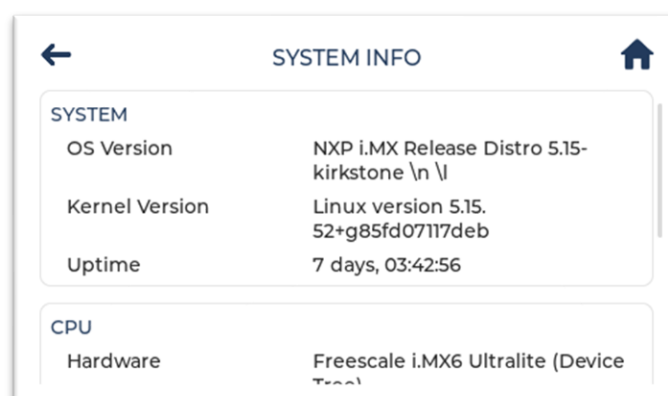 SYSTEM INFO
SYSTEM
OS Version NXP i.MX Release Distro 5.15-
kirkstone \n \l
Kernel Version Linux version 5.15.
52+g85fd07117deb
Uptime 7 days, 03:42:56
CPU
Hardware Freescale i.MX6 Ultralite (Device
Tree)